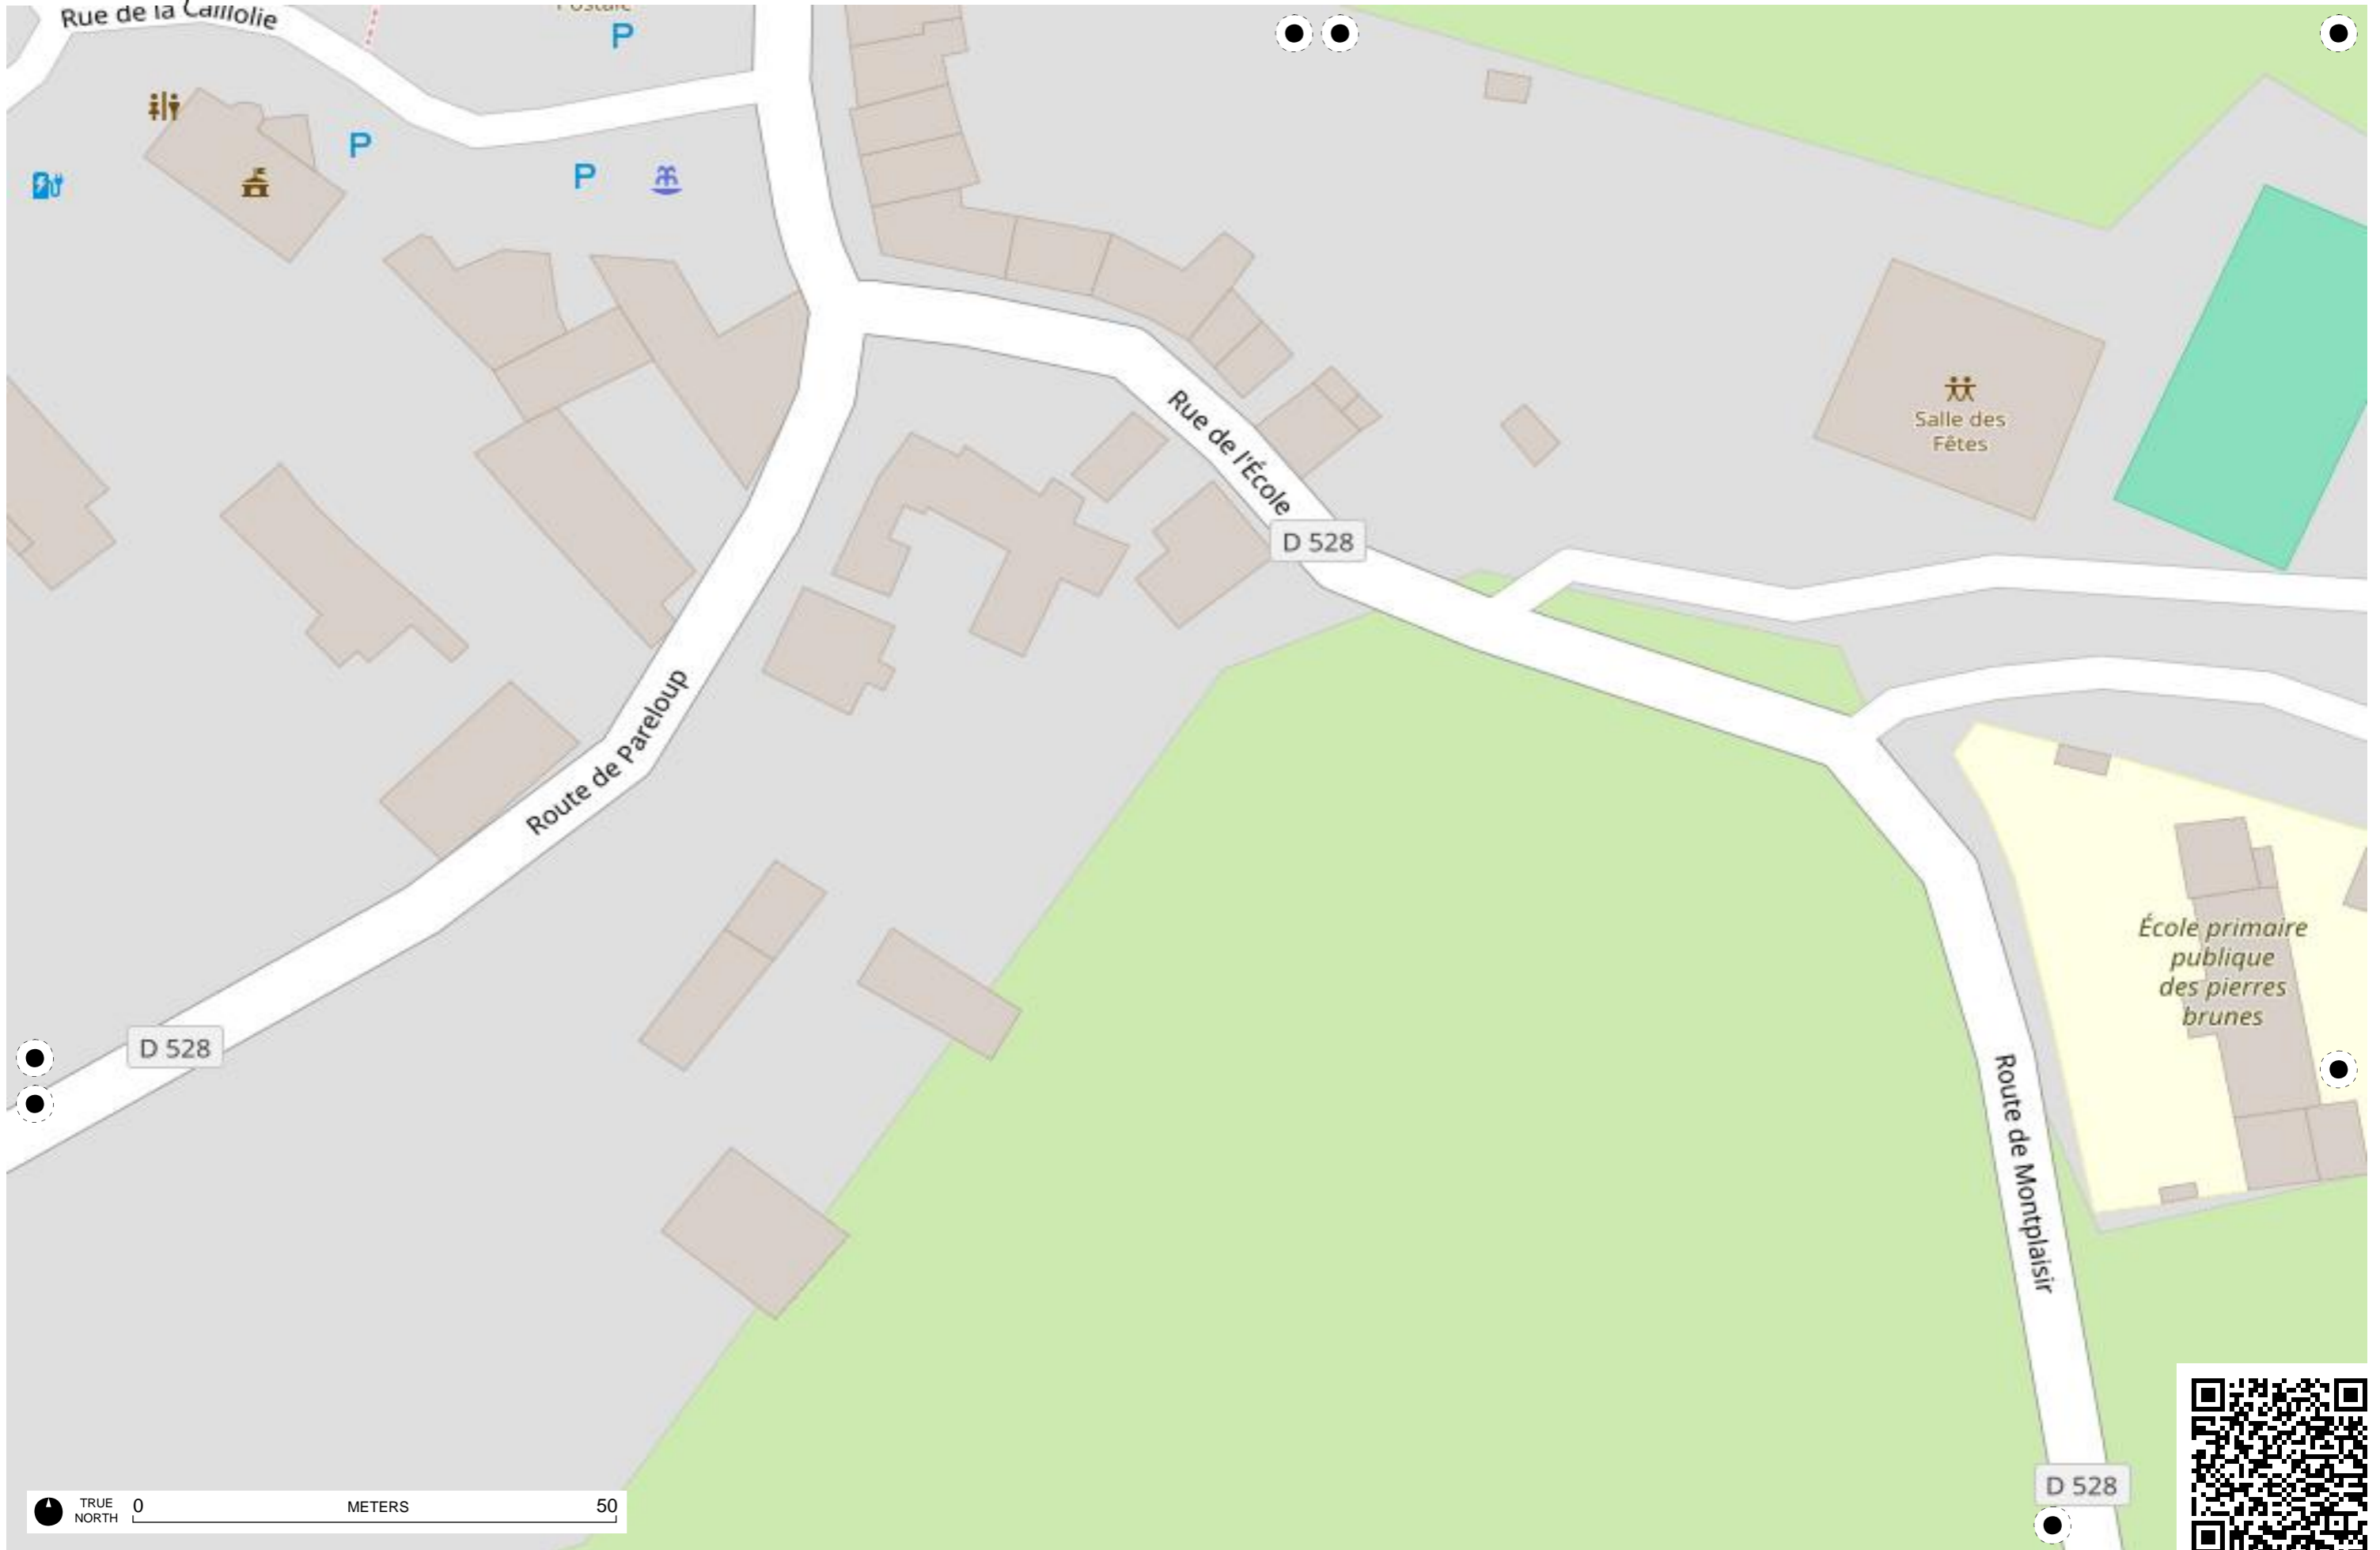 Rue de la Caillolie
P
P
P
Rue de l'École
D 528
Salle des
Fêtes
Route de Pareloup
École primaire
publique
des pierres
brunes
D 528
Route de Montplaisir
D 528
TRUE
NORTH
0 METERS 50